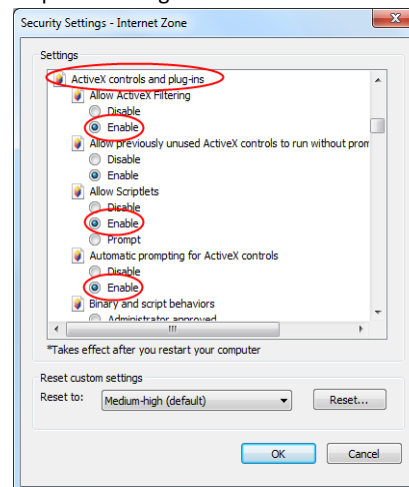 Security Settings - Internet Zone
Settings
ActiveX controls and plug-ins
Allow ActiveX Filtering
Disable
Enable
Allow previously unused ActiveX controls to run without prom
Disable
Enable
Allow Scriptlets
Disable
Enable
Prompt
Automatic prompting for ActiveX controls
Disable
Enable
Binary and script behaviors
Administrator approved
*Takes effect after you restart your computer
Reset custom settings
Reset to: Medium-high (default) Reset...
OK Cancel